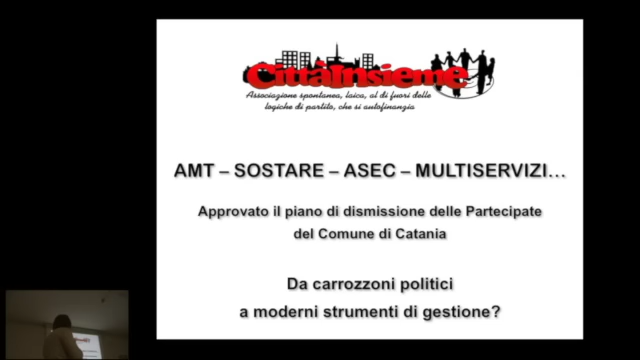 CittàInsieme
Associazione spontanea, laica, al di fuori delle
logiche di partito, che si autofinanzia
AMT – SOSTARE – ASEC – MULTISERVIZI...
Approvato il piano di dismissione delle Partecipate
del Comune di Catania
Da carrozzoni politici
a moderni strumenti di gestione?